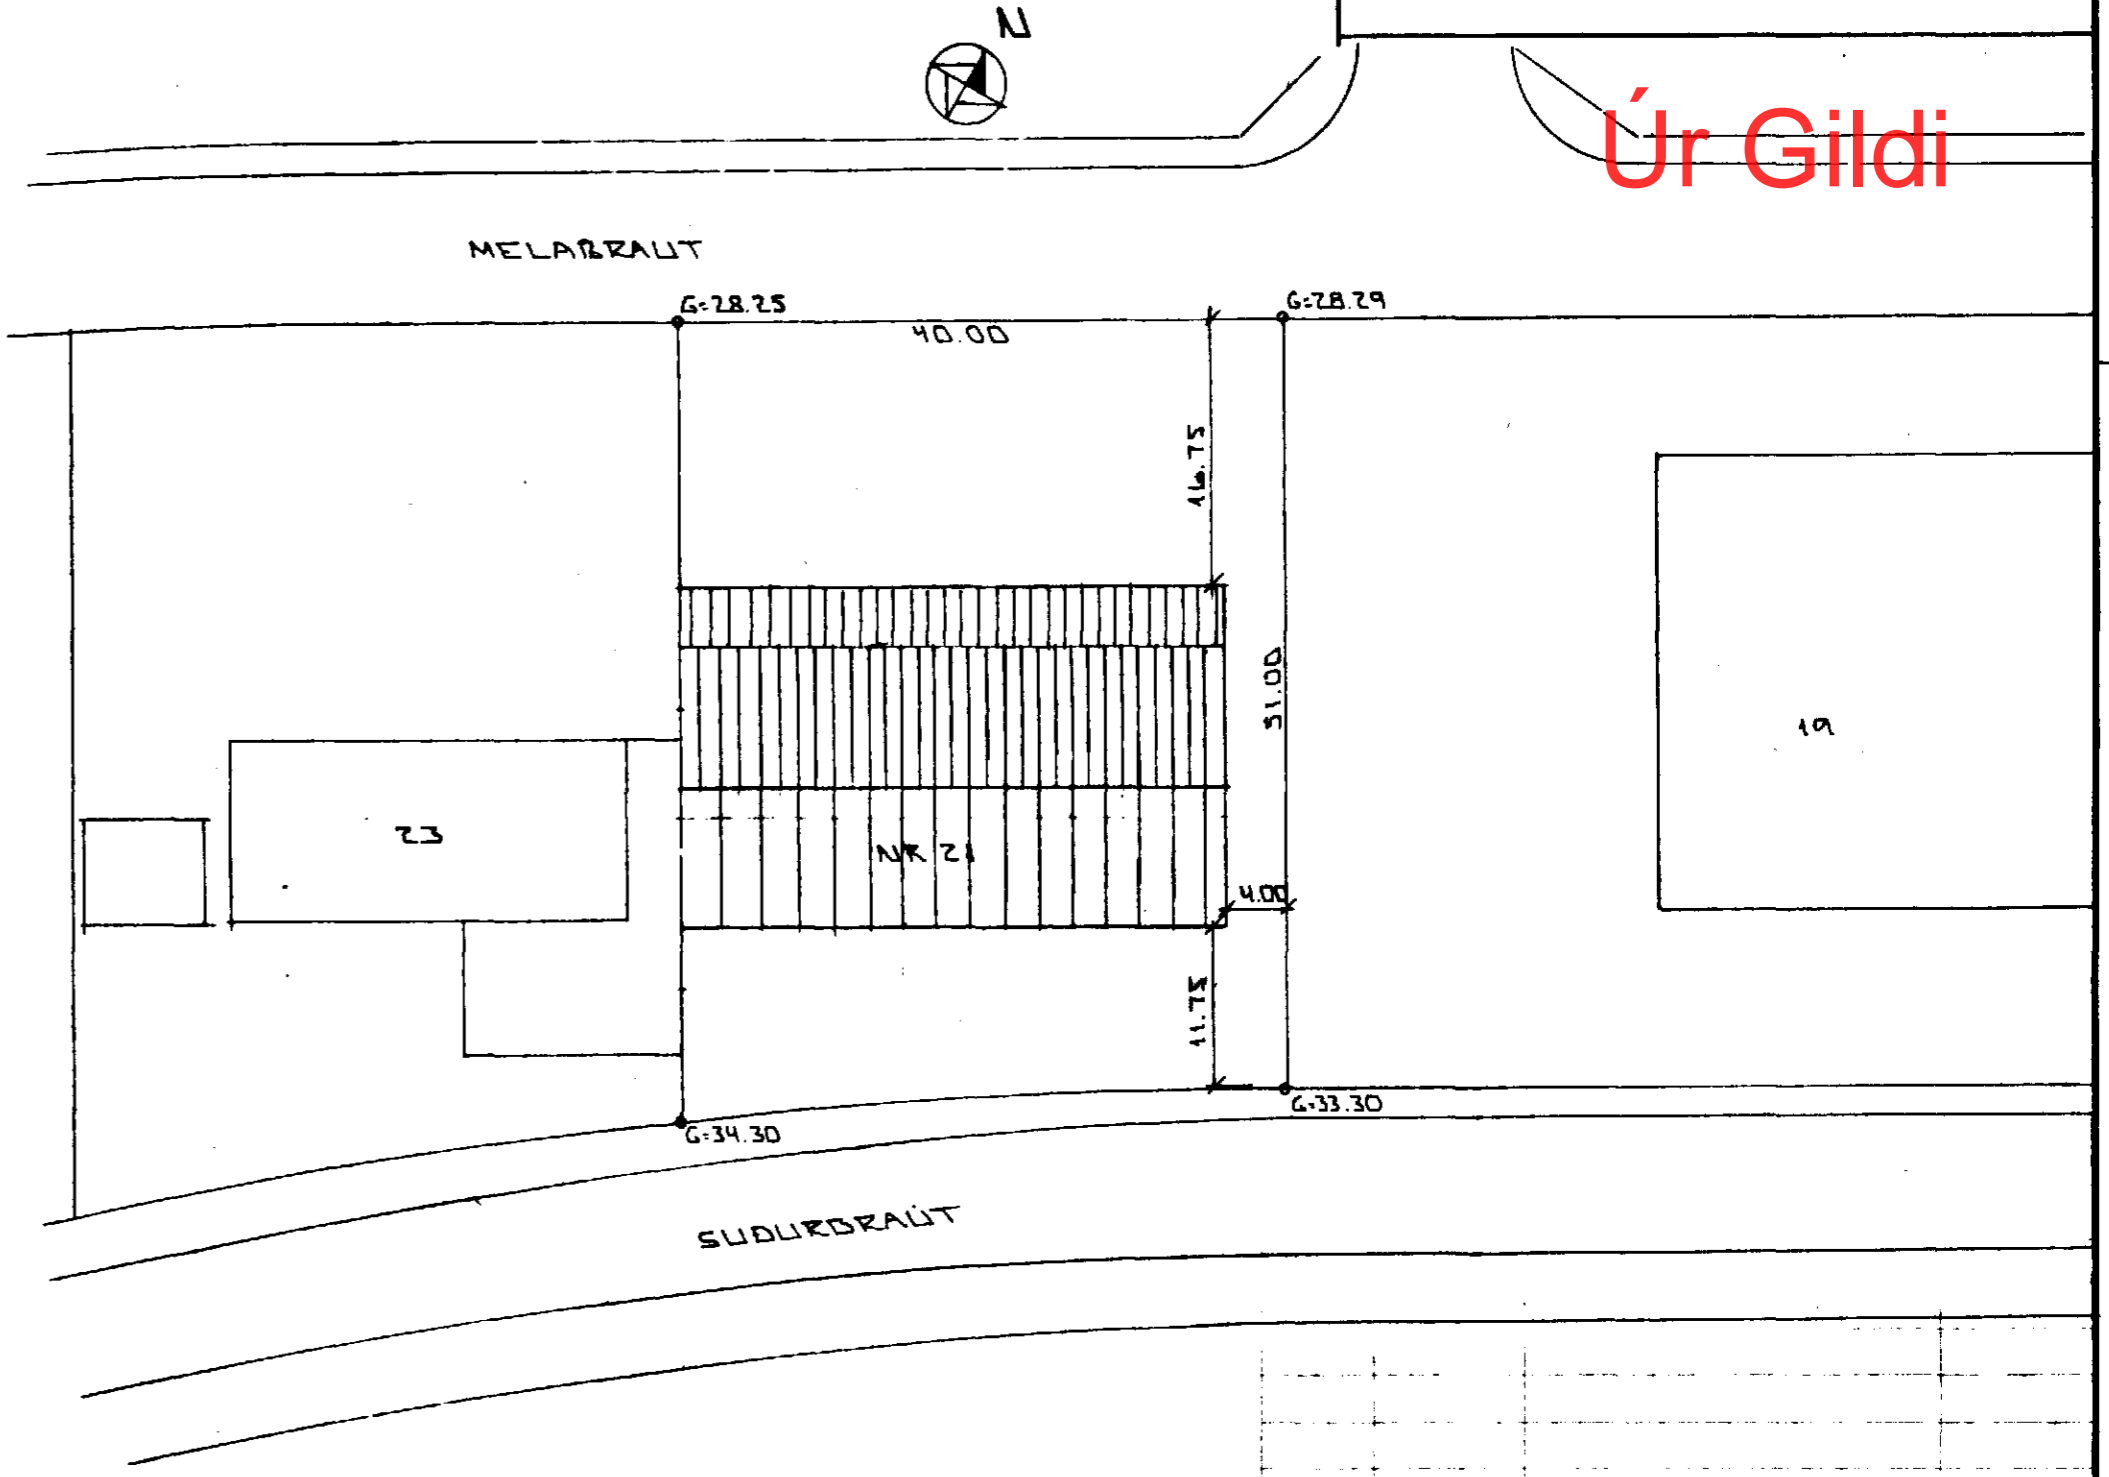 N
Úr Gildi
MELABRAUT
G=28.25
G=28.29
40.00
16.75
51.00
19
23
NR 21
4.00
11.75
G=33.30
G=34.30
SUDURBRAUT